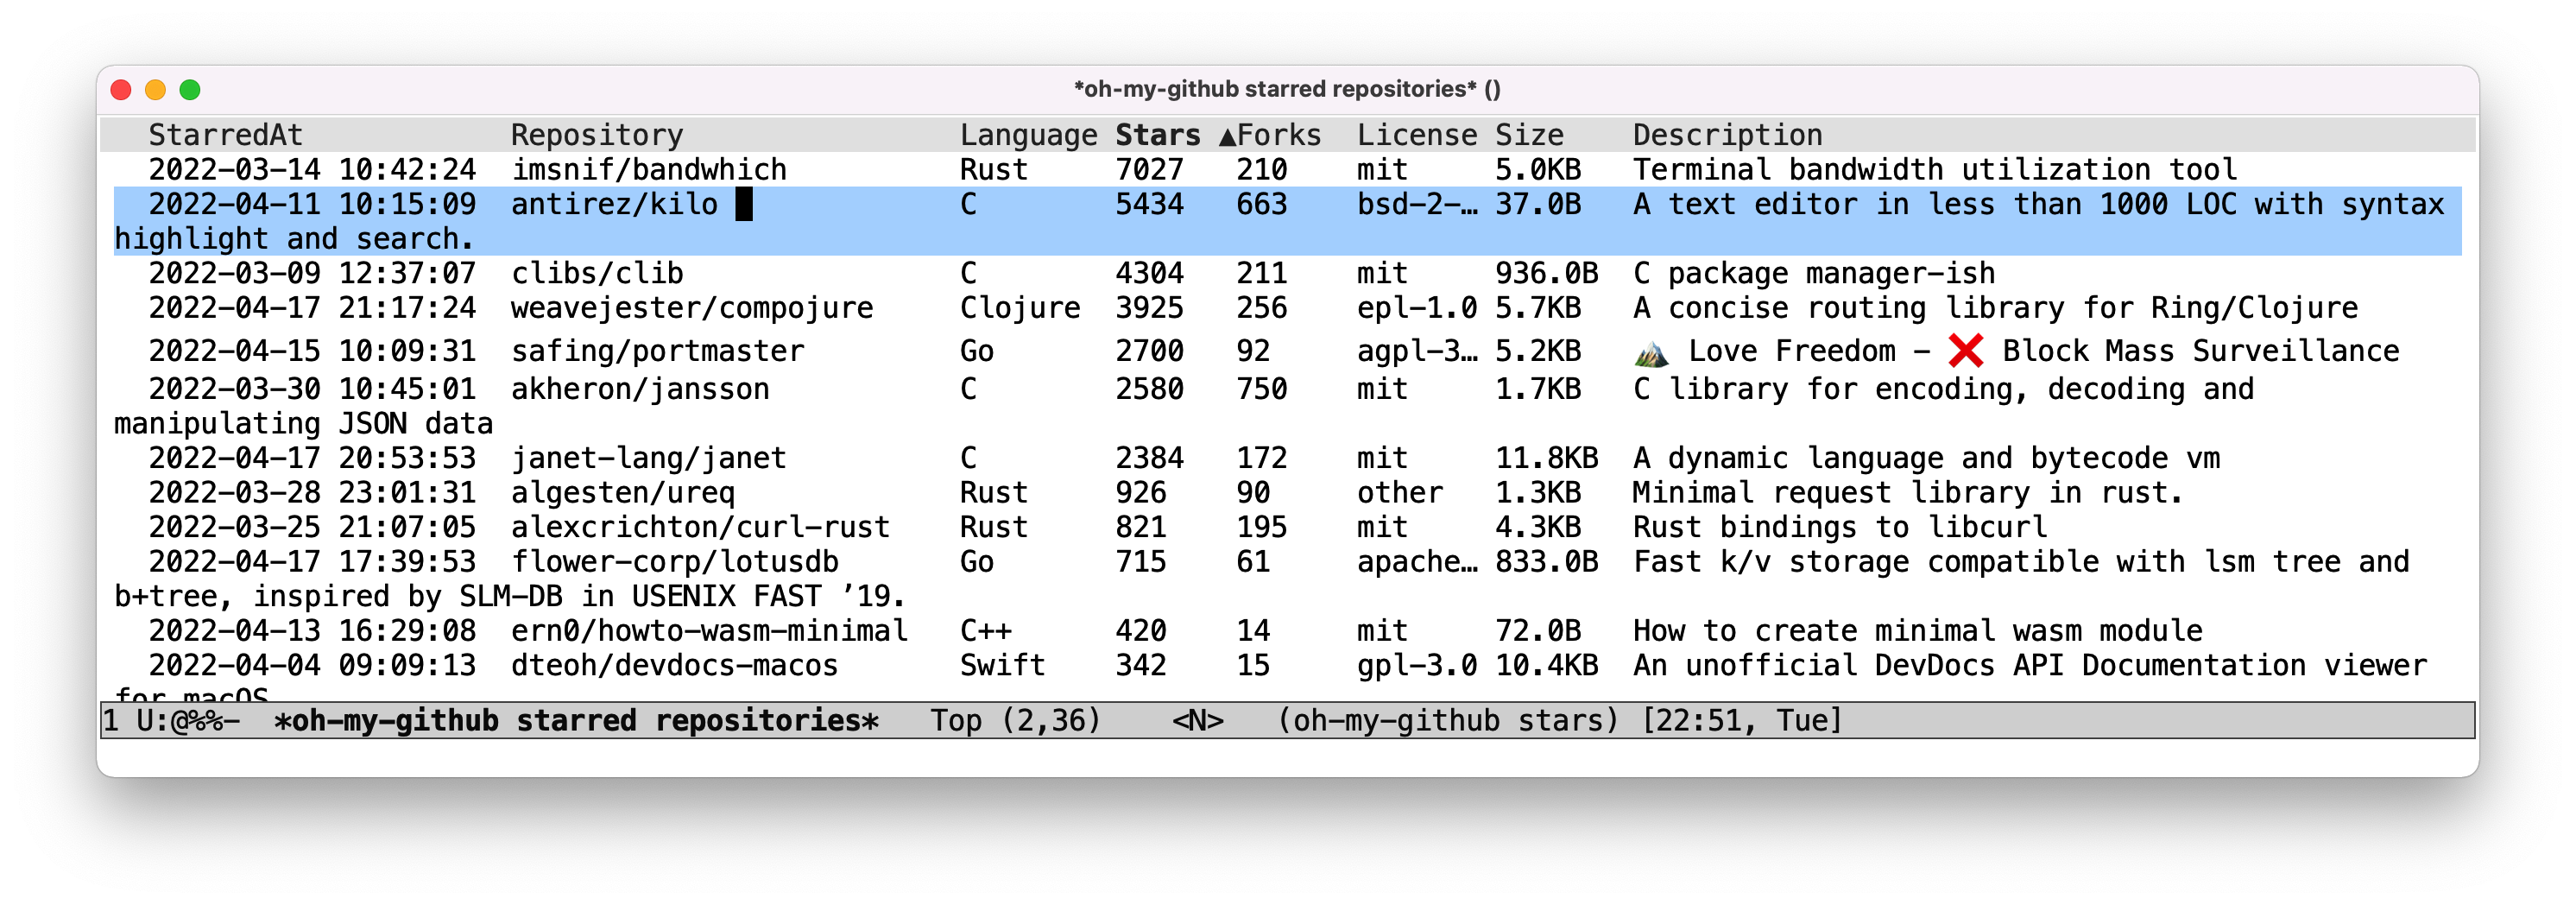 *oh-my-github starred repositories* ()
StarredAt Repository Language Stars ▲Forks License Size Description
2022-03-14 10:42:24 imsnif/bandwhich Rust 7027 210 mit 5.0KB Terminal bandwidth utilization tool
2022-04-11 10:15:09 antirez/kilo C 5434 663 bsd-2-… 37.0B A text editor in less than 1000 LOC with syntax
highlight and search.
2022-03-09 12:37:07 clibs/clib C 4304 211 mit 936.0B C package manager-ish
2022-04-17 21:17:24 weavejester/compojure Clojure 3925 256 epl-1.0 5.7KB A concise routing library for Ring/Clojure
2022-04-15 10:09:31 safing/portmaster Go 2700 92 agpl-3… 5.2KB 🏔 Love Freedom - ❌ Block Mass Surveillance
2022-03-30 10:45:01 akheron/jansson C 2580 750 mit 1.7KB C library for encoding, decoding and
manipulating JSON data
2022-04-17 20:53:53 janet-lang/janet C 2384 172 mit 11.8KB A dynamic language and bytecode vm
2022-03-28 23:01:31 algesten/ureq Rust 926 90 other 1.3KB Minimal request library in rust.
2022-03-25 21:07:05 alexcrichton/curl-rust Rust 821 195 mit 4.3KB Rust bindings to libcurl
2022-04-17 17:39:53 flower-corp/lotusdb Go 715 61 apache… 833.0B Fast k/v storage compatible with lsm tree and
b+tree, inspired by SLM-DB in USENIX FAST ’19.
2022-04-13 16:29:08 ern0/howto-wasm-minimal C++ 420 14 mit 72.0B How to create minimal wasm module
2022-04-04 09:09:13 dteoh/devdocs-macos Swift 342 15 gpl-3.0 10.4KB An unofficial DevDocs API Documentation viewer
for macOS
1 U:@%%- *oh-my-github starred repositories* Top (2,36) <N> (oh-my-github stars) [22:51, Tue]